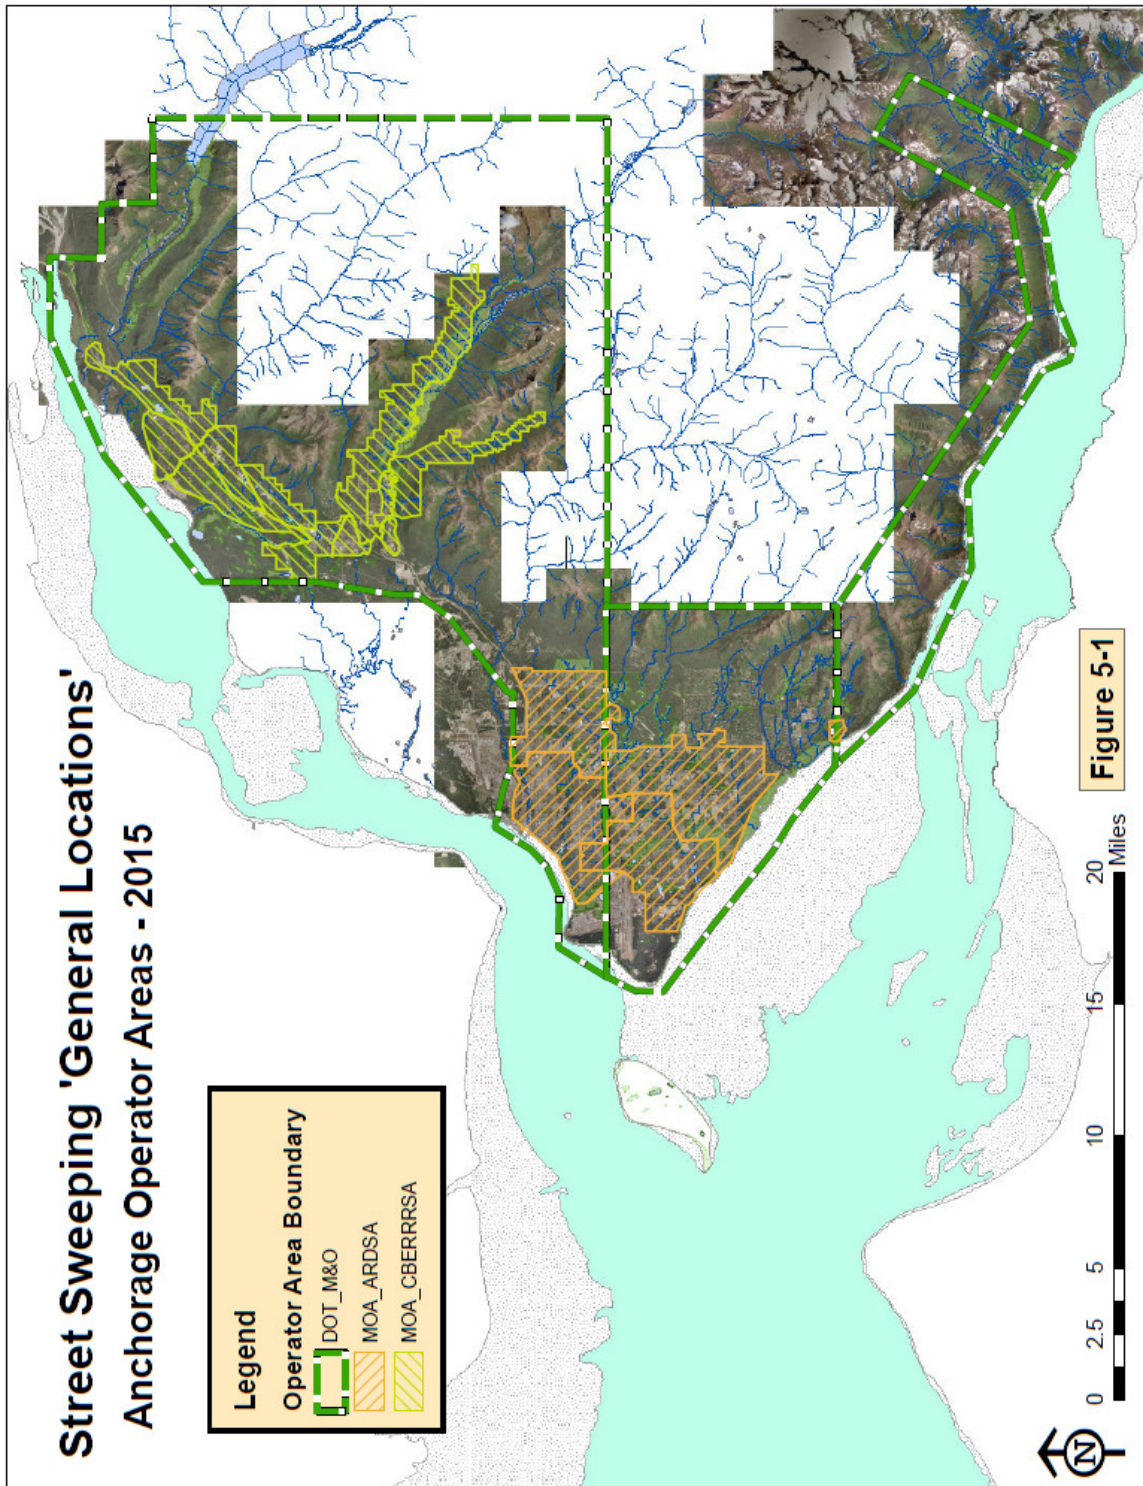 Street Sweeping 'General Locations'
Anchorage Operator Areas - 2015
Legend
Operator Area Boundary
DOT_M&O
MOA_ARDSA
MOA_CBERRRSA
N
0 2.5 5 10 15 20
Miles
Figure 5-1